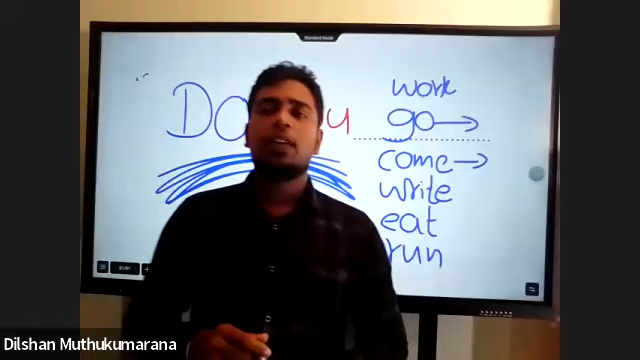 Standard Mode
work
Do u
go →
come →
write
eat
run
Dilshan Muthukumarana